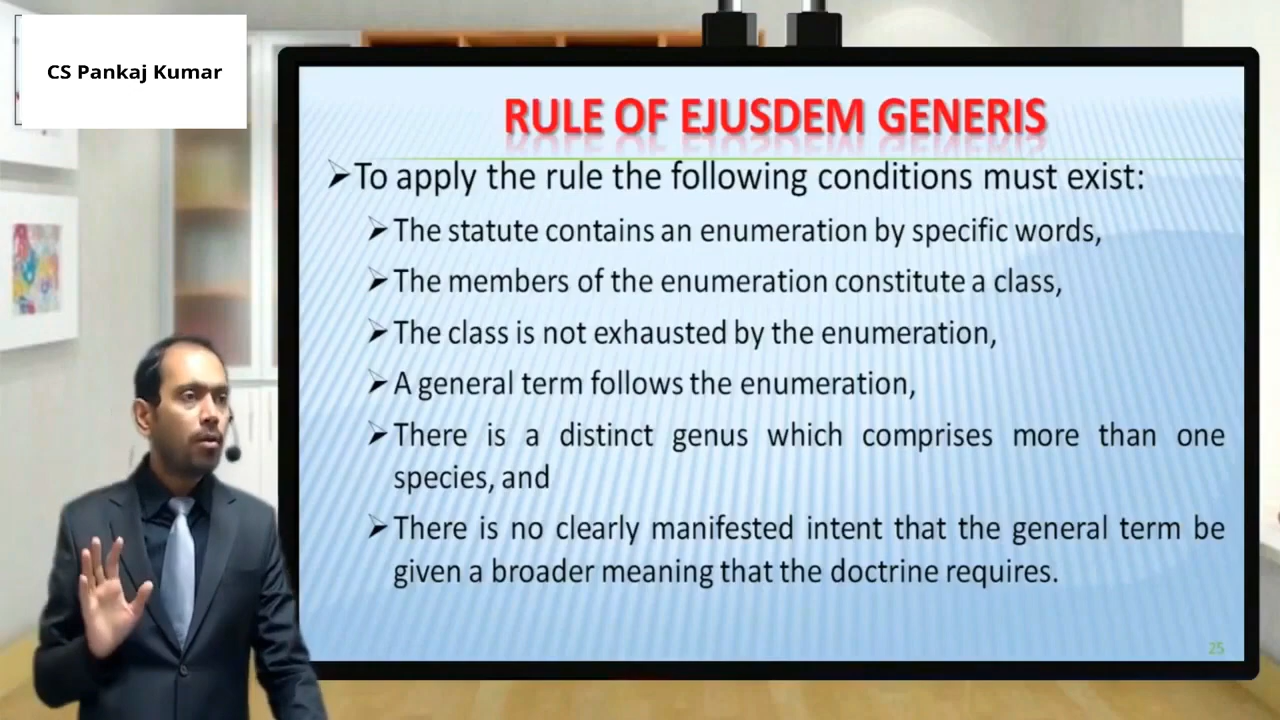 CS Pankaj Kumar
RULE OF EJUSDEM GENERIS
➢To apply the rule the following conditions must exist:
➢The statute contains an enumeration by specific words,
➢The members of the enumeration constitute a class,
➢The class is not exhausted by the enumeration,
➢A general term follows the enumeration,
➢There is a distinct genus which comprises more than one
species, and
➢There is no clearly manifested intent that the general term be
given a broader meaning that the doctrine requires.
25